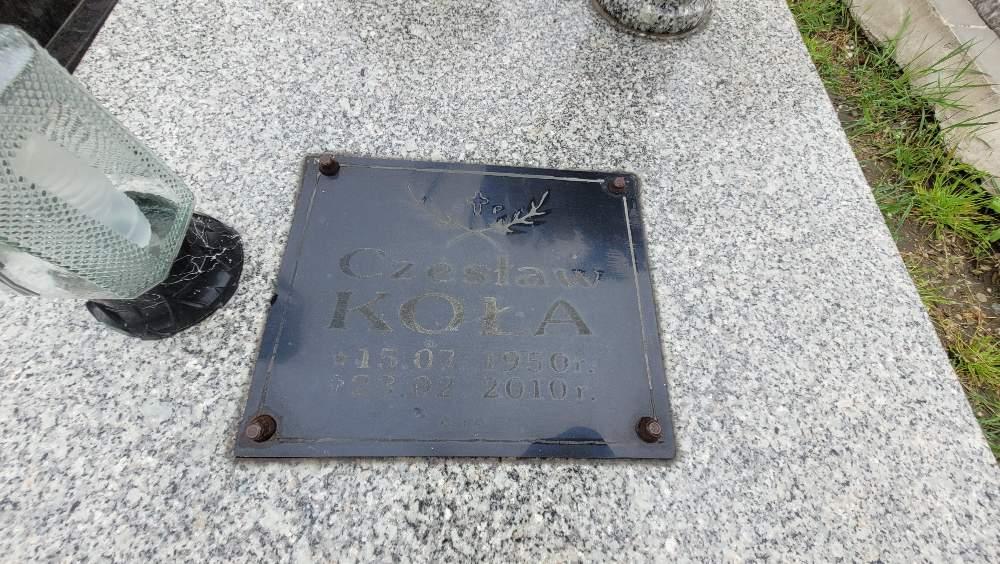 Czesław
KOŁA
* 15.07 1950r.
† 23.02 2010r.